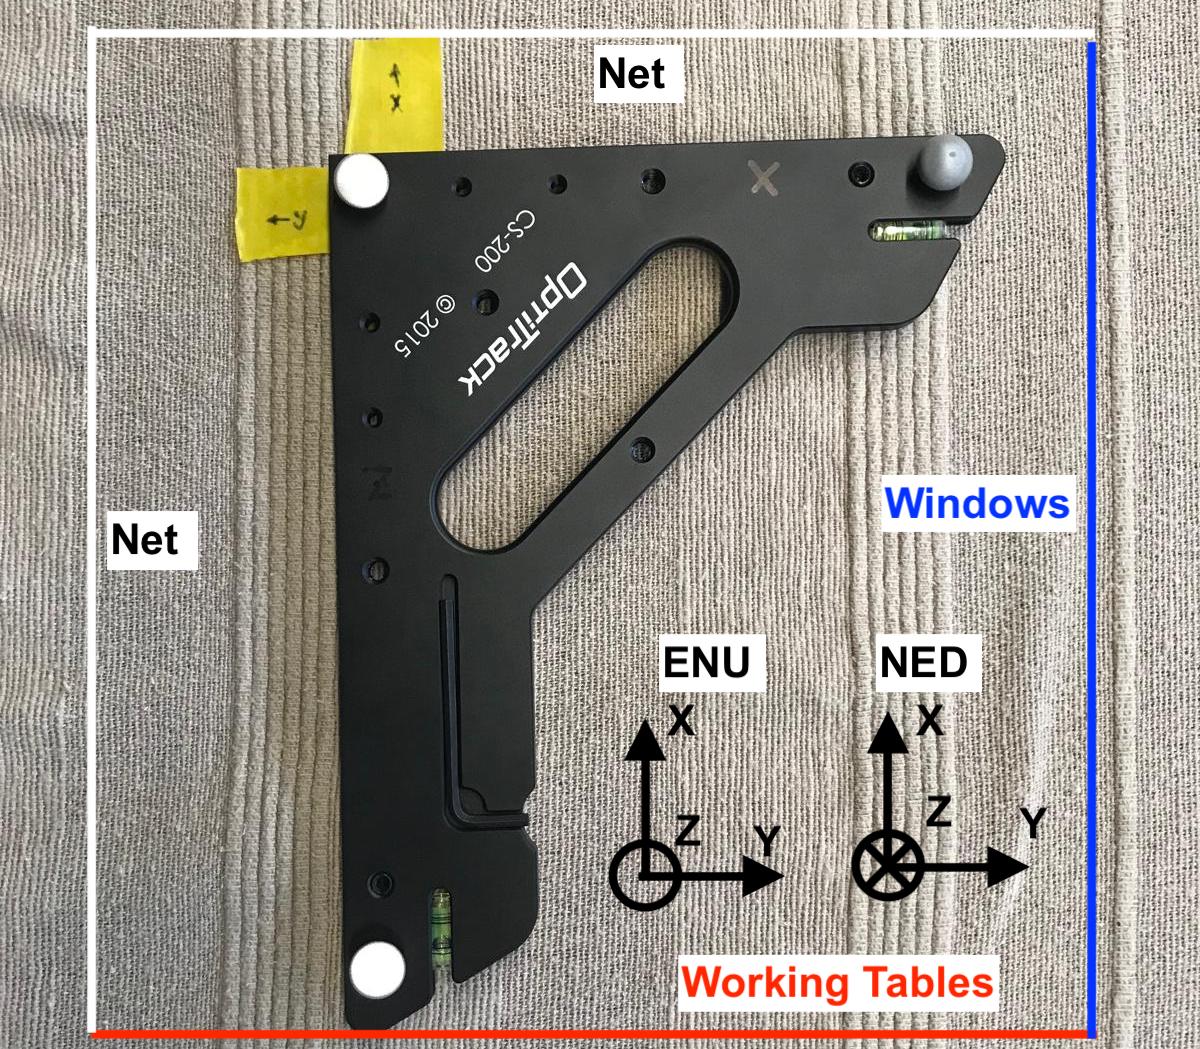 Net
← x
← y
X
CS-200
OptiTrack
© 2015
Z
Net
Windows
ENU
NED
X
X
Z
Y
Z
Y
Working Tables